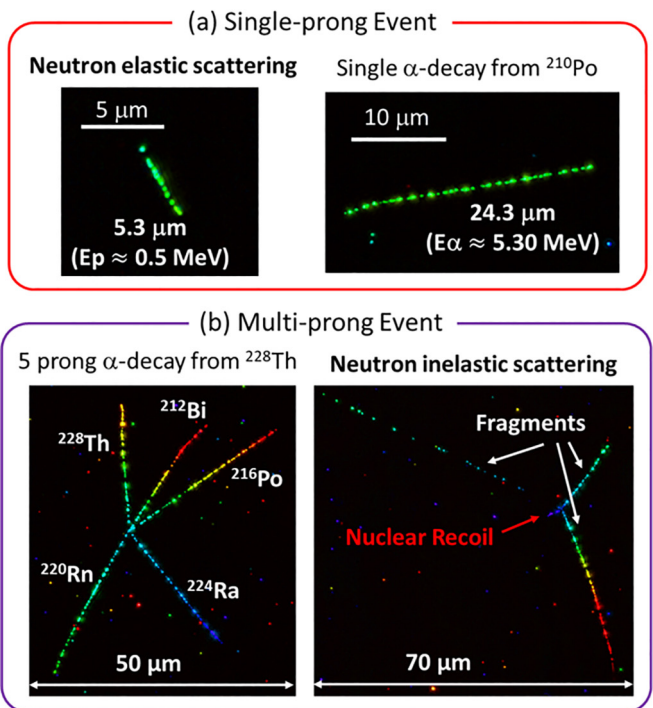 (a) Single-prong Event
Neutron elastic scattering
Single α-decay from ²¹⁰Po
5 μm
5.3 μm
(Ep ≈ 0.5 MeV)
10 μm
24.3 μm
(Eα ≈ 5.30 MeV)
(b) Multi-prong Event
5 prong α-decay from ²²⁸Th
Neutron inelastic scattering
²¹²Bi
²²⁸Th
²¹⁶Po
²²⁰Rn
²²⁴Ra
50 μm
Fragments
Nuclear Recoil
70 μm